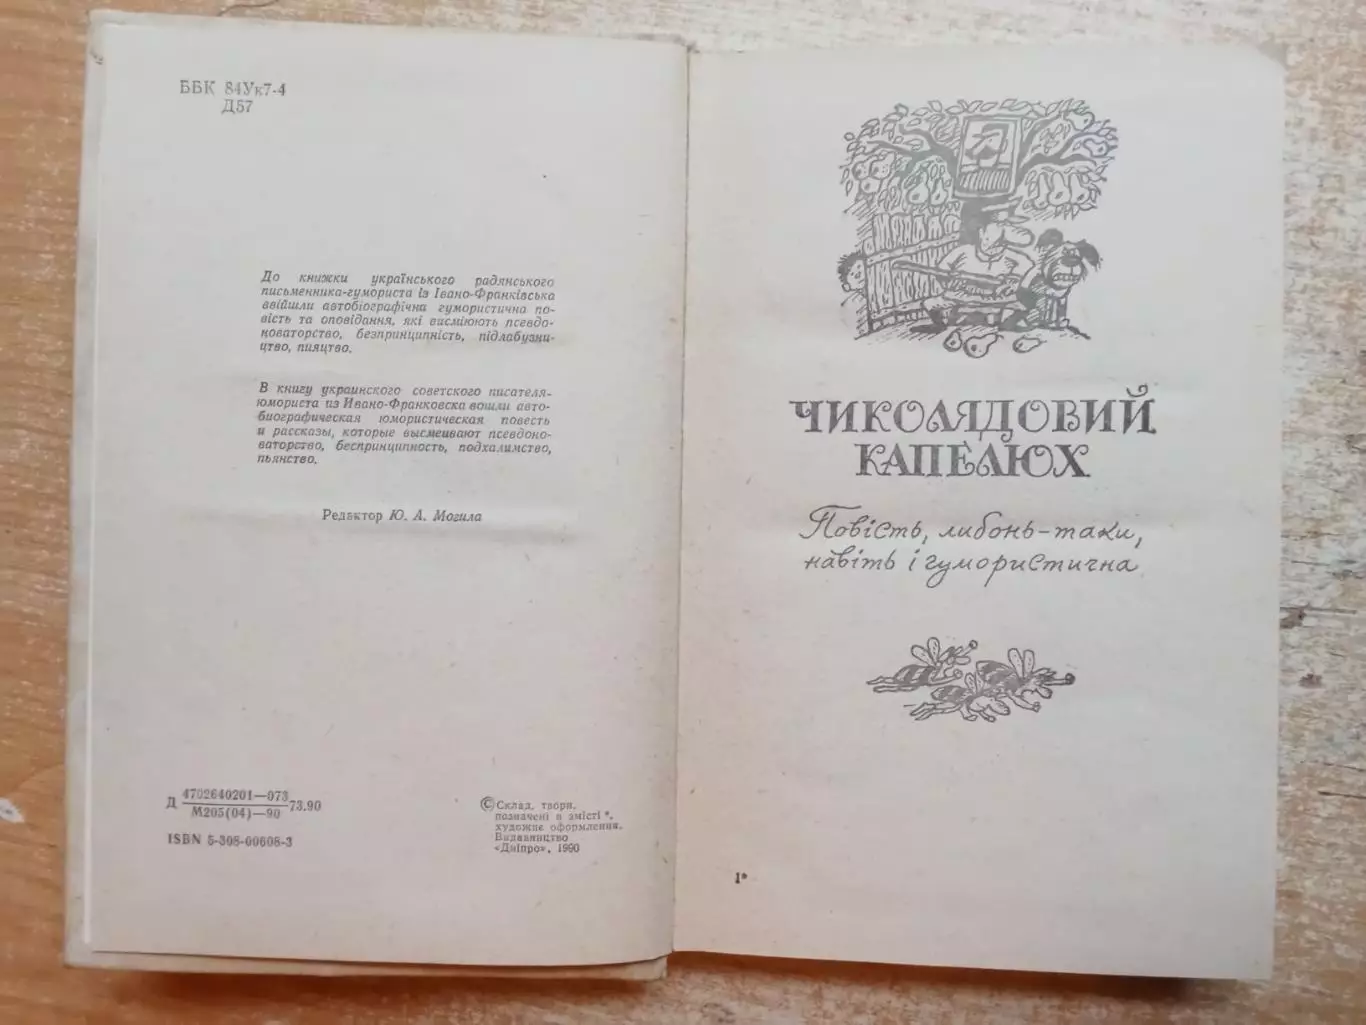 ББК 84Ук7-4
Д57
До книжки українського радянського
письменника-гумориста із Івано-Франківська
ввійшли автобіографічна гумористична по-
вість та оповідання, які висміюють псевдо-
новаторство, безпринципність, підлабузни-
цтво, пияцтво.
В книгу украинского советского писателя-
юмориста из Ивано-Франковска вошли авто-
биографическая юмористическая повесть
и рассказы, которые высмеивают псевдоно-
ваторство, беспринципность, подхалимство,
пьянство.
Редактор Ю. А. Могила
Д 4702640201—073
М205(04)—90 73.90
ISBN 5-308-00608-3
© Склад, твори,
позначені в змісті *,
художнє оформлення.
Видавництво
«Дніпро», 1990
ЧИКОЛЯДОВИЙ
КАПЕЛЮХ
Повість, либонь-таки,
навіть і гумористична
1*